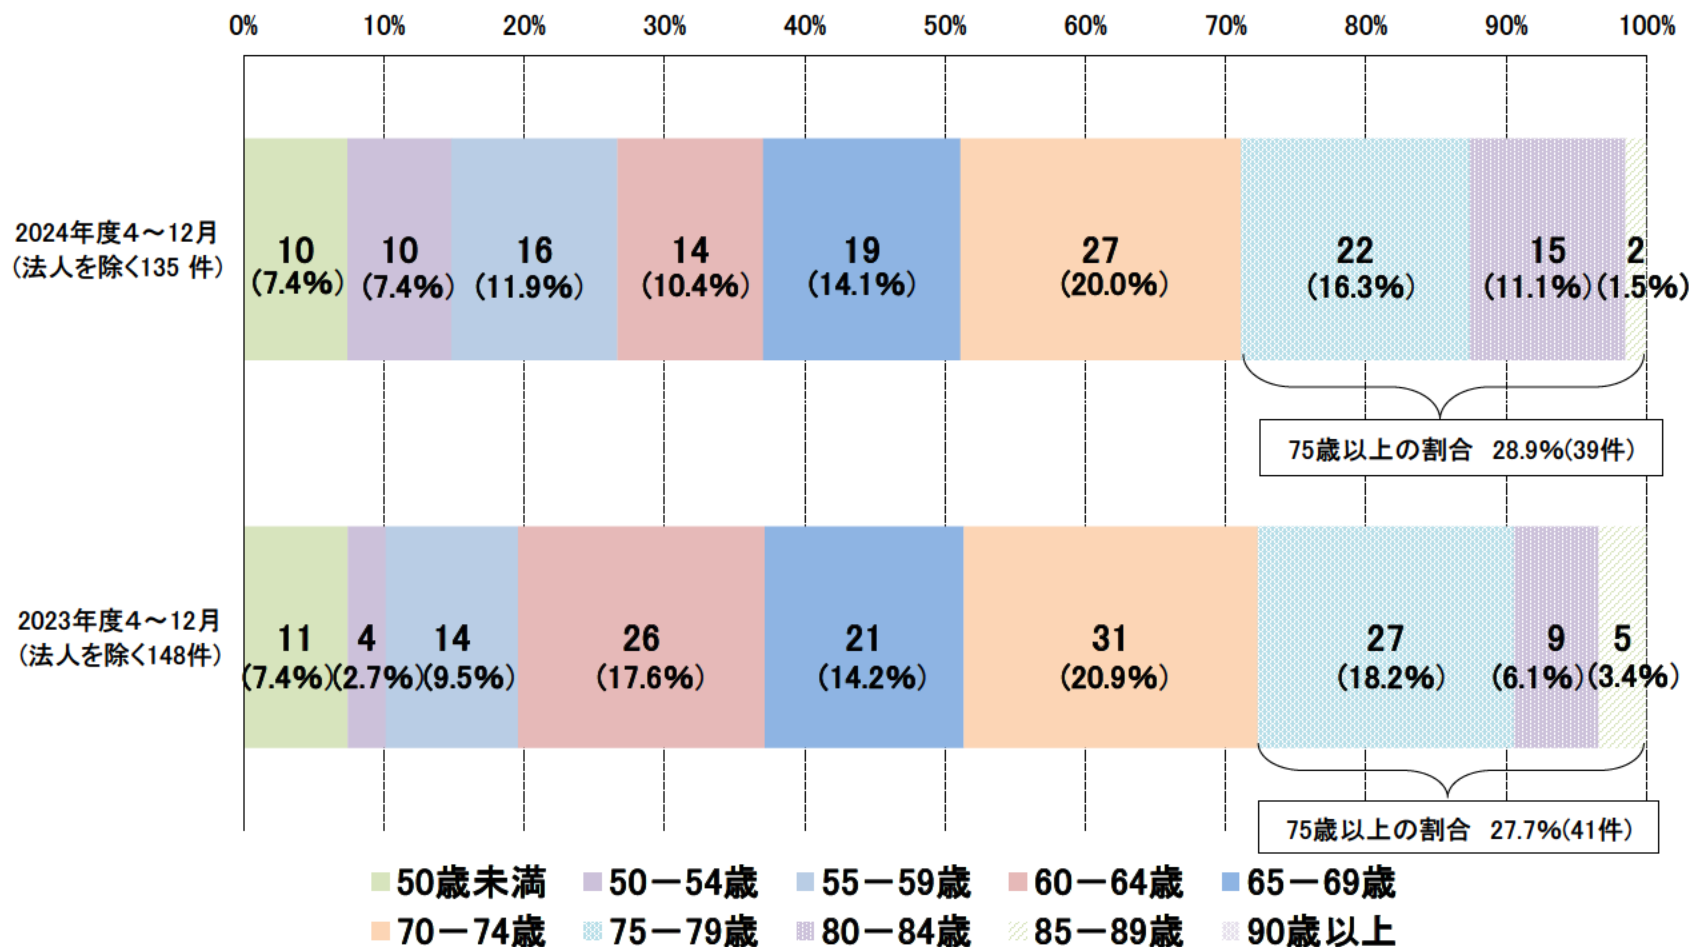 0% 10% 20% 30% 40% 50% 60% 70% 80% 90% 100%
2024年度4～12月
(法人を除く135 件)
10 10 16 14 19 27 22 15 2
(7.4%) (7.4%) (11.9%) (10.4%) (14.1%) (20.0%) (16.3%) (11.1%) (1.5%)
75歳以上の割合 28.9%(39件)
2023年度4～12月
(法人を除く148件)
11 4 14 26 21 31 27 9 5
(7.4%) (2.7%) (9.5%) (17.6%) (14.2%) (20.9%) (18.2%) (6.1%) (3.4%)
75歳以上の割合 27.7%(41件)
50歳未満 50－54歳 55－59歳 60－64歳 65－69歳
70－74歳 75－79歳 80－84歳 85－89歳 90歳以上